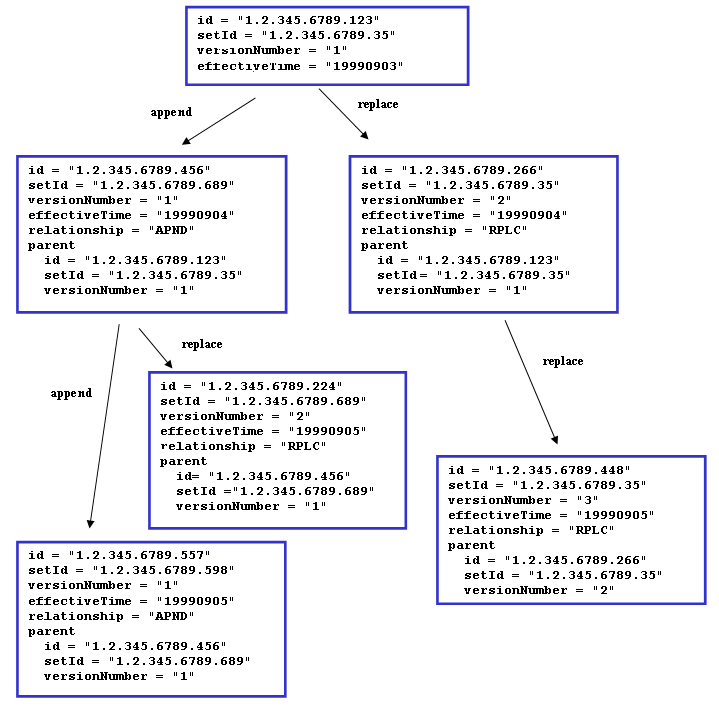 id = "1.2.345.6789.123"
setId = "1.2.345.6789.35"
versionNumber = "1"
effectiveTime = "19990903"
append
replace
id = "1.2.345.6789.456"
setId = "1.2.345.6789.689"
versionNumber = "1"
effectiveTime = "19990904"
relationship = "APND"
parent
id = "1.2.345.6789.123"
setId = "1.2.345.6789.35"
versionNumber = "1"
id = "1.2.345.6789.266"
setId = "1.2.345.6789.35"
versionNumber = "2"
effectiveTime = "19990904"
relationship = "RPLC"
parent
id = "1.2.345.6789.123"
setId= "1.2.345.6789.35"
versionNumber = "1"
append
replace
replace
id = "1.2.345.6789.224"
setId = "1.2.345.6789.689"
versionNumber = "2"
effectiveTime = "19990905"
relationship = "RPLC"
parent
id= "1.2.345.6789.456"
setId ="1.2.345.6789.689"
versionNumber = "1"
id = "1.2.345.6789.448"
setId = "1.2.345.6789.35"
versionNumber = "3"
effectiveTime = "19990905"
relationship = "RPLC"
parent
id = "1.2.345.6789.266"
setId = "1.2.345.6789.35"
versionNumber = "2"
id = "1.2.345.6789.557"
setId = "1.2.345.6789.598"
versionNumber = "1"
effectiveTime = "19990905"
relationship = "APND"
parent
id = "1.2.345.6789.456"
setId = "1.2.345.6789.689"
versionNumber = "1"